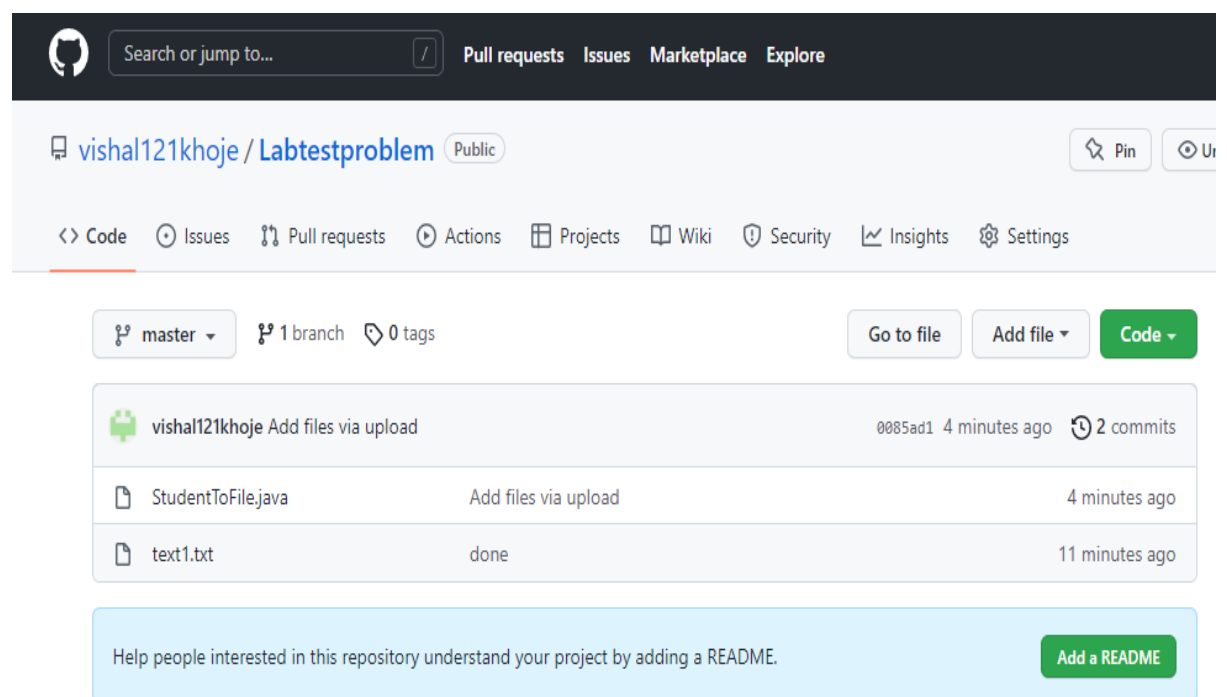 Search or jump to... / Pull requests Issues Marketplace Explore
vishal121khoje / Labtestproblem Public Pin
<> Code Issues Pull requests Actions Projects Wiki Security Insights Settings
master 1 branch 0 tags Go to file Add file Code
vishal121khoje Add files via upload 0085ad1 4 minutes ago 2 commits
StudentToFile.java Add files via upload 4 minutes ago
text1.txt done 11 minutes ago
Help people interested in this repository understand your project by adding a README. Add a README